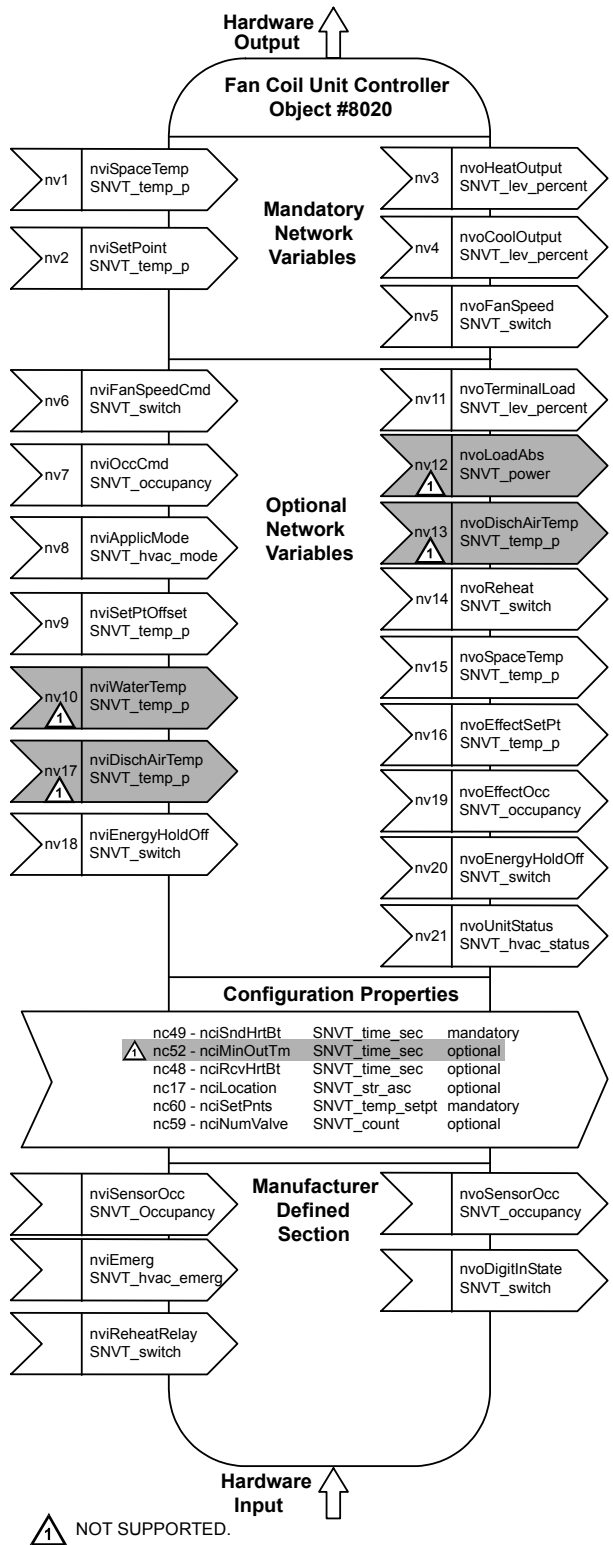 Hardware
Output
Fan Coil Unit Controller
Object #8020
nv1
nviSpaceTemp
SNVT_temp_p
nv2
nviSetPoint
SNVT_temp_p
Mandatory
Network
Variables
nv3
nvoHeatOutput
SNVT_lev_percent
nv4
nvoCoolOutput
SNVT_lev_percent
nv5
nvoFanSpeed
SNVT_switch
nv6
nviFanSpeedCmd
SNVT_switch
nv7
nviOccCmd
SNVT_occupancy
nv8
nviApplicMode
SNVT_hvac_mode
nv9
nviSetPtOffset
SNVT_temp_p
nv10
1
nviWaterTemp
SNVT_temp_p
nv17
1
nviDischAirTemp
SNVT_temp_p
nv18
nviEnergyHoldOff
SNVT_switch
Optional
Network
Variables
nv11
nvoTerminalLoad
SNVT_lev_percent
nv12
1
nvoLoadAbs
SNVT_power
nv13
1
nvoDischAirTemp
SNVT_temp_p
nv14
nvoReheat
SNVT_switch
nv15
nvoSpaceTemp
SNVT_temp_p
nv16
nvoEffectSetPt
SNVT_temp_p
nv19
nvoEffectOcc
SNVT_occupancy
nv20
nvoEnergyHoldOff
SNVT_switch
nv21
nvoUnitStatus
SNVT_hvac_status
Configuration Properties
nc49 - nciSndHrtBt SNVT_time_sec mandatory
1 nc52 - nciMinOutTm SNVT_time_sec optional
nc48 - nciRcvHrtBt SNVT_time_sec optional
nc17 - nciLocation SNVT_str_asc optional
nc60 - nciSetPnts SNVT_temp_setpt mandatory
nc59 - nciNumValve SNVT_count optional
nviSensorOcc
SNVT_Occupancy
nviEmerg
SNVT_hvac_emerg
nviReheatRelay
SNVT_switch
Manufacturer
Defined
Section
nvoSensorOcc
SNVT_occupancy
nvoDigitInState
SNVT_switch
Hardware
Input
1 NOT SUPPORTED.